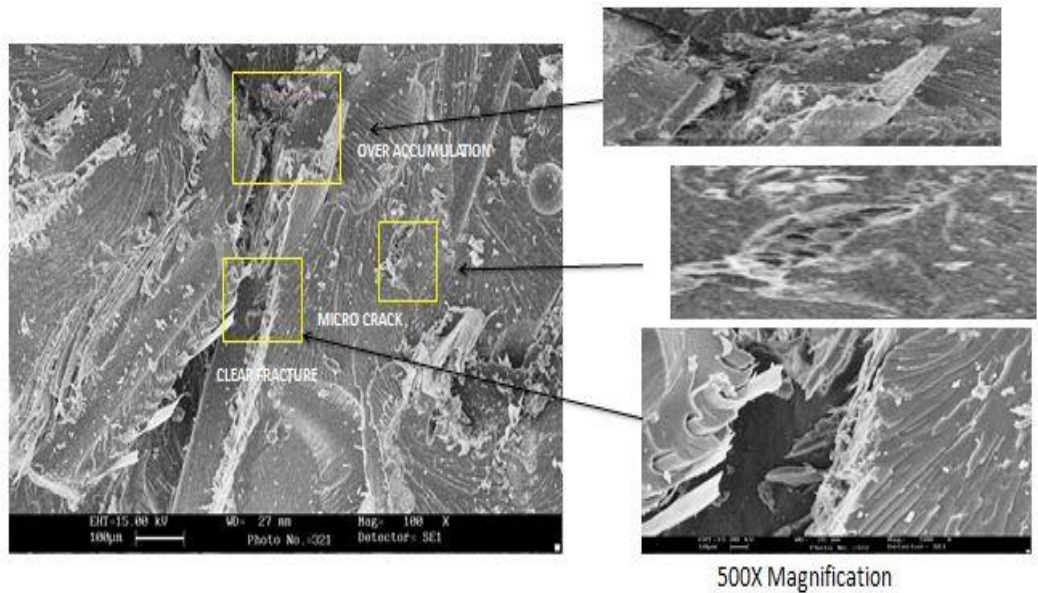 OVER ACCUMULATION
MICRO CRACK
CLEAR FRACTURE
EHT=15.00 kV WD= 27 mm Mag= 100 X
100µm Photo No.=321 Detector= SE1
500X Magnification